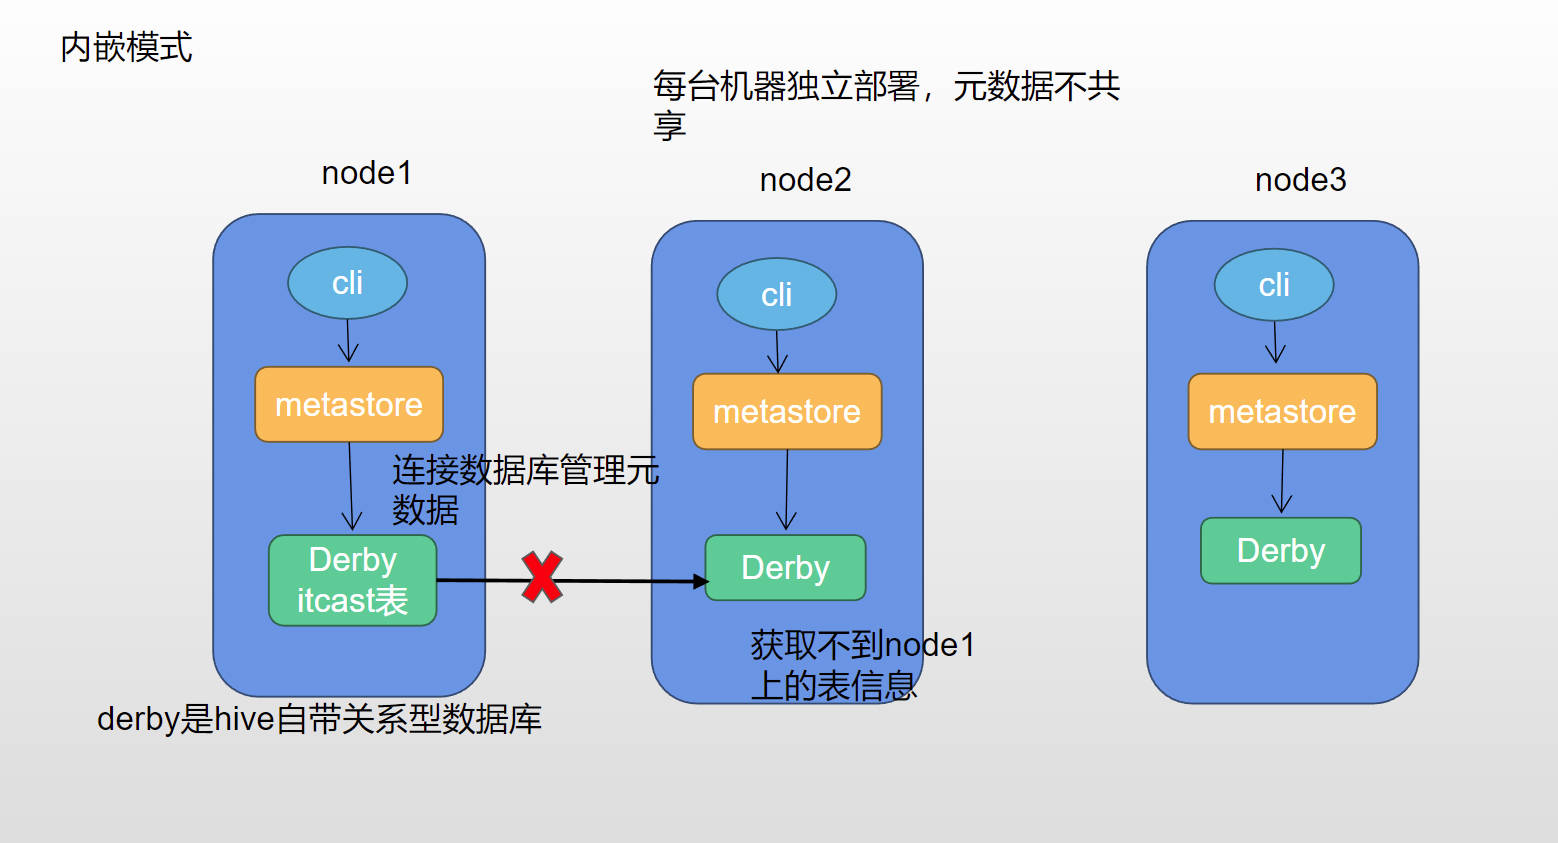 内嵌模式
每台机器独立部署，元数据不共
享
node1
node2
node3
cli
cli
cli
metastore
metastore
metastore
连接数据库管理元
数据
Derby
itcast表
Derby
Derby
获取不到node1
上的表信息
derby是hive自带关系型数据库